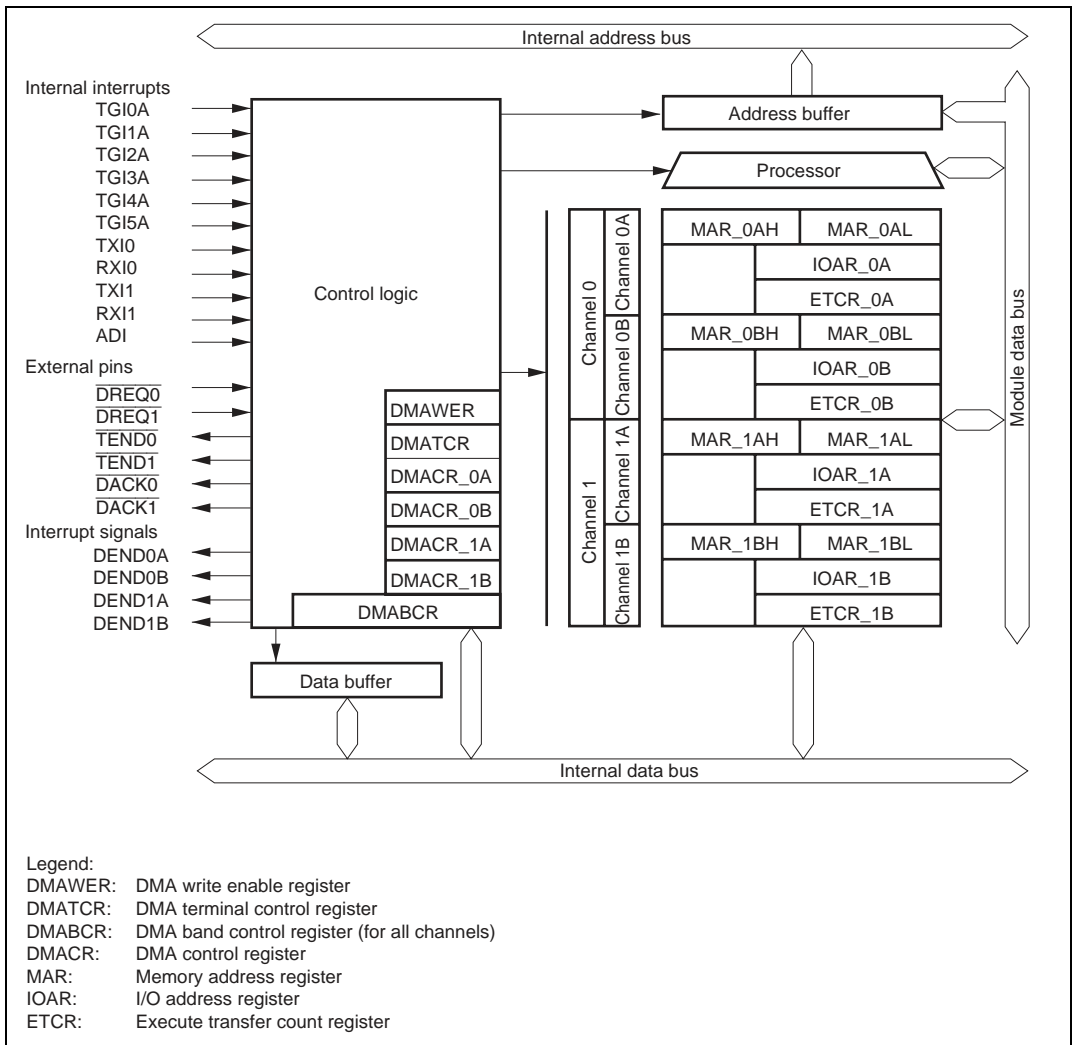 Internal address bus
Internal interrupts
TGI0A
TGI1A
TGI2A
TGI3A
TGI4A
TGI5A
TXI0
RXI0
TXI1
RXI1
ADI
External pins
DREQ0
DREQ1
TEND0
TEND1
DACK0
DACK1
Interrupt signals
DEND0A
DEND0B
DEND1A
DEND1B
Control logic
DMAWER
DMATCR
DMACR_0A
DMACR_0B
DMACR_1A
DMACR_1B
DMABCR
Data buffer
Address buffer
Processor
Channel 0
Channel 0A
Channel 0B
Channel 1
Channel 1A
Channel 1B
MAR_0AH MAR_0AL
IOAR_0A
ETCR_0A
MAR_0BH MAR_0BL
IOAR_0B
ETCR_0B
MAR_1AH MAR_1AL
IOAR_1A
ETCR_1A
MAR_1BH MAR_1BL
IOAR_1B
ETCR_1B
Module data bus
Internal data bus
Legend:
DMAWER: DMA write enable register
DMATCR: DMA terminal control register
DMABCR: DMA band control register (for all channels)
DMACR: DMA control register
MAR: Memory address register
IOAR: I/O address register
ETCR: Execute transfer count register